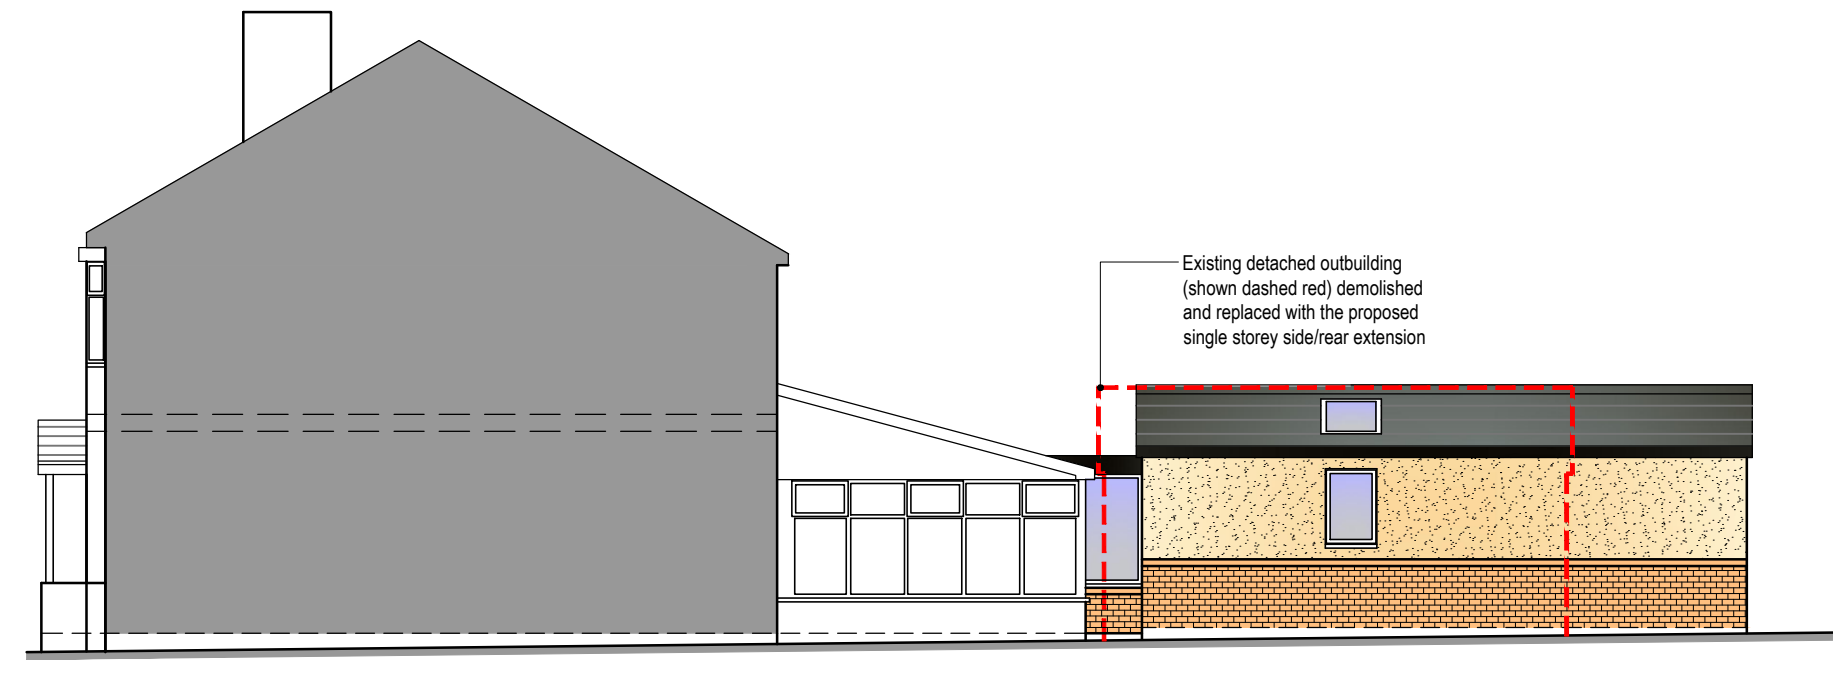 Existing detached outbuilding
(shown dashed red) demolished
and replaced with the proposed
single storey side/rear extension